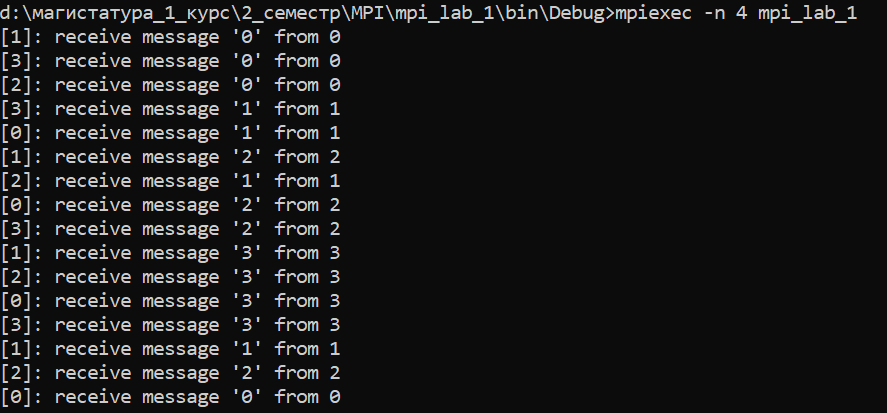 d:\магистатура_1_курс\2_семестр\MPI\mpi_lab_1\bin\Debug>mpiexec -n 4 mpi_lab_1
[1]: receive message '0' from 0
[3]: receive message '0' from 0
[2]: receive message '0' from 0
[3]: receive message '1' from 1
[0]: receive message '1' from 1
[1]: receive message '2' from 2
[2]: receive message '1' from 1
[0]: receive message '2' from 2
[3]: receive message '2' from 2
[1]: receive message '3' from 3
[2]: receive message '3' from 3
[0]: receive message '3' from 3
[3]: receive message '3' from 3
[1]: receive message '1' from 1
[2]: receive message '2' from 2
[0]: receive message '0' from 0